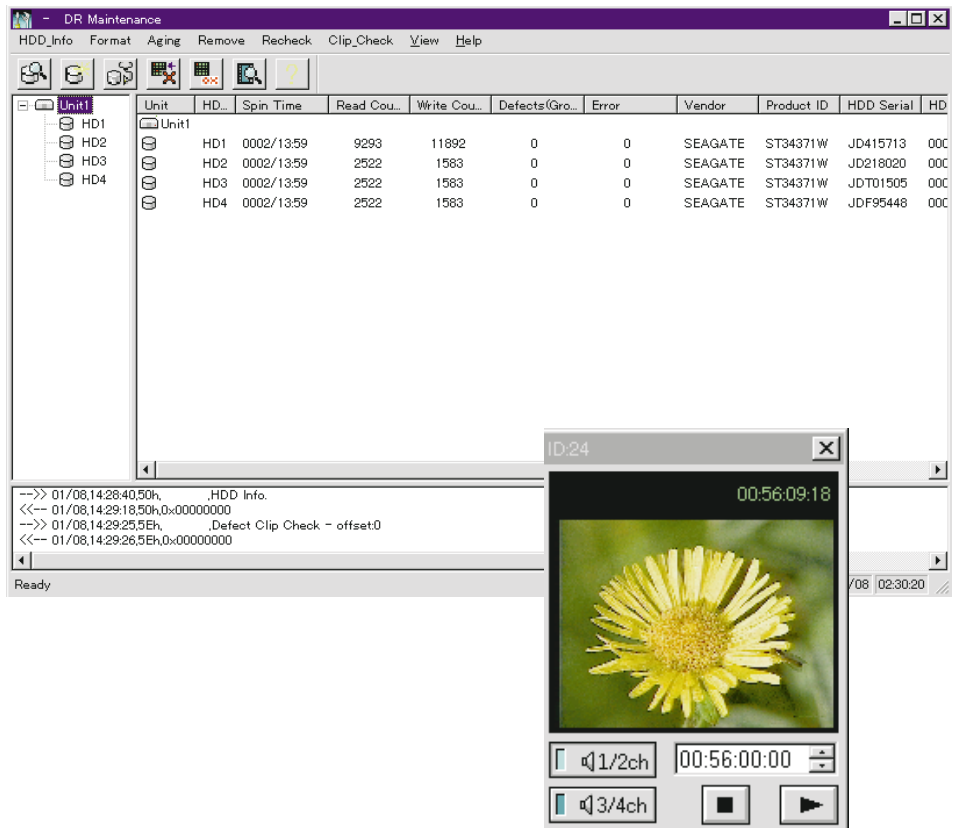 - DR Maintenance
HDD_Info Format Aging Remove Recheck Clip_Check View Help
Unit1
HD1
HD2
HD3
HD4
Unit HD... Spin Time Read Cou... Write Cou... Defects(Gro... Error Vendor Product ID HDD Serial HD
Unit1
HD1 0002/13:59 9293 11892 0 0 SEAGATE ST34371W JD415713 000
HD2 0002/13:59 2522 1583 0 0 SEAGATE ST34371W JD218020 000
HD3 0002/13:59 2522 1583 0 0 SEAGATE ST34371W JDT01505 000
HD4 0002/13:59 2522 1583 0 0 SEAGATE ST34371W JDF95448 000
-->> 01/08,14:28:40,50h, ,HDD Info.
<<-- 01/08,14:29:18,50h,0x00000000
-->> 01/08,14:29:25,5Eh, ,Defect Clip Check - offset:0
<<-- 01/08,14:29:26,5Eh,0x00000000
Ready /08 02:30:20
ID:24
00:56:09:18
1/2ch 00:56:00:00
3/4ch